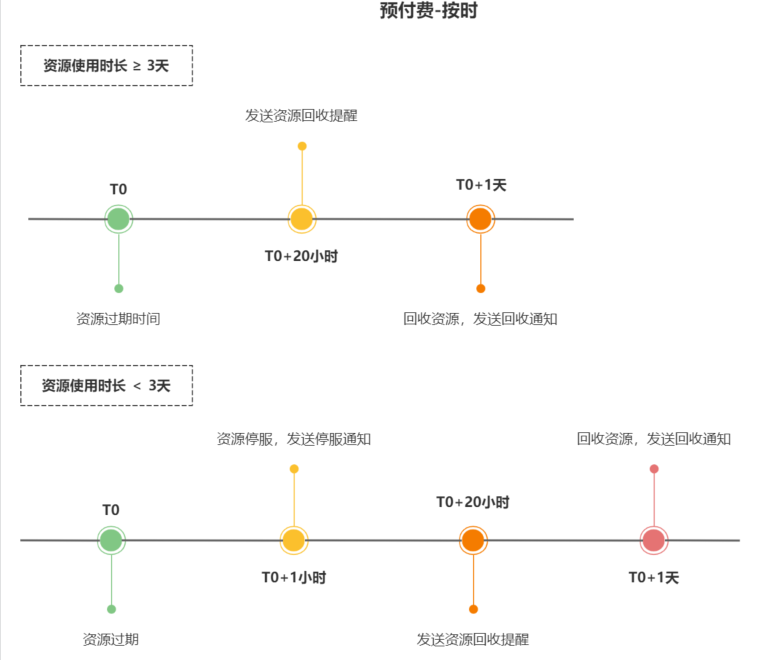 预付费-按时
资源使用时长 ≥ 3天
发送资源回收提醒
T0
T0+1天
T0+20小时
资源过期时间
回收资源，发送回收通知
资源使用时长 < 3天
资源停服，发送停服通知
回收资源，发送回收通知
T0
T0+20小时
T0+1小时
T0+1天
资源过期
发送资源回收提醒